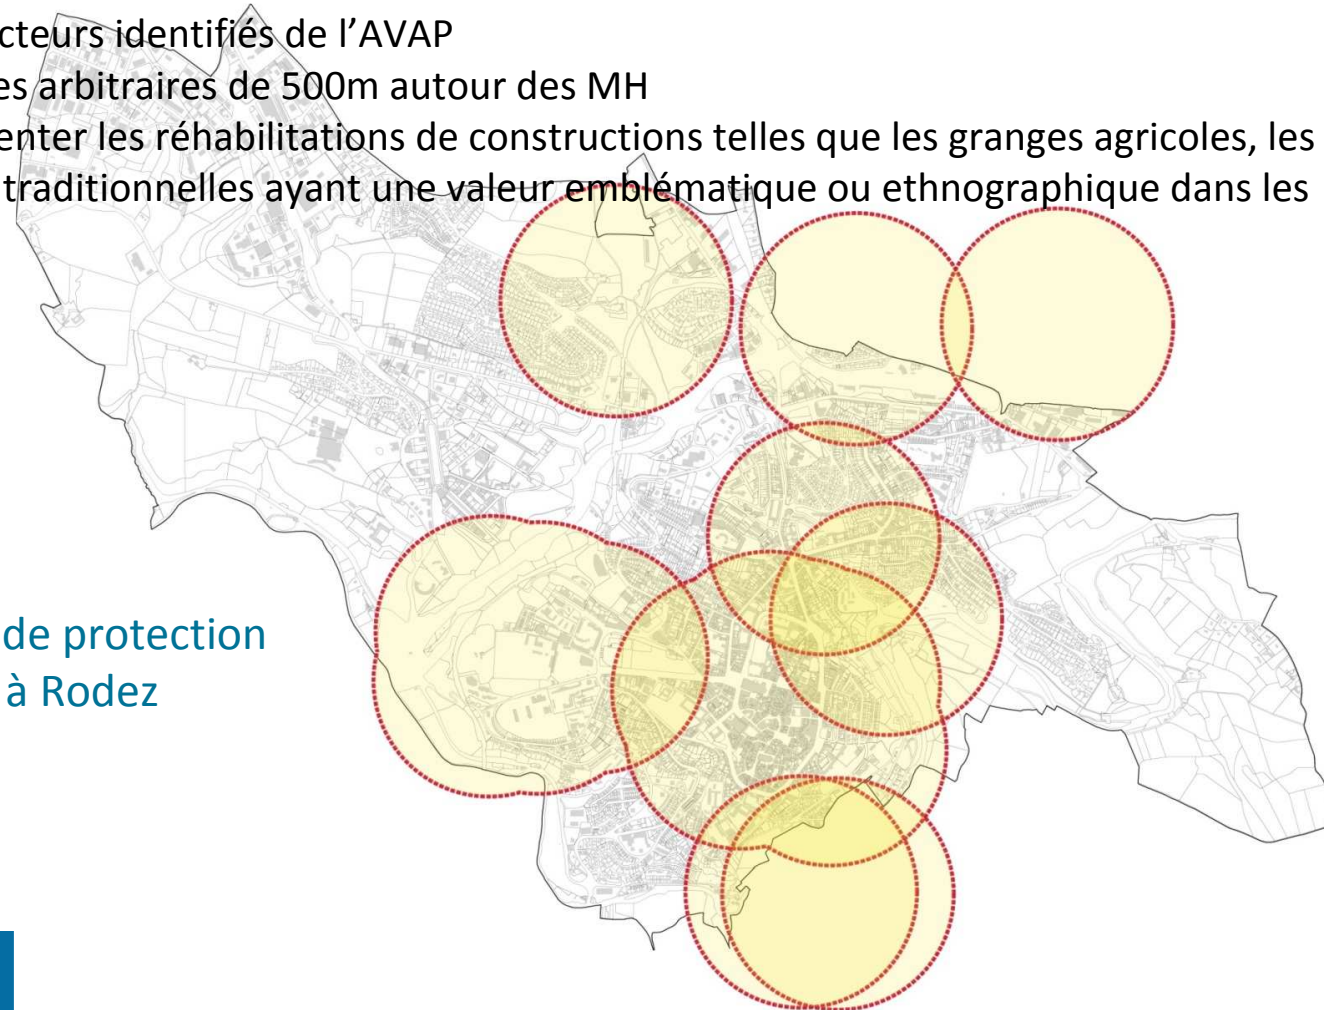 cteurs identifiés de l’AVAP
es arbitraires de 500m autour des MH
enter les réhabilitations de constructions telles que les granges agricoles, les
traditionnelles ayant une valeur emblématique ou ethnographique dans les
de protection
à Rodez